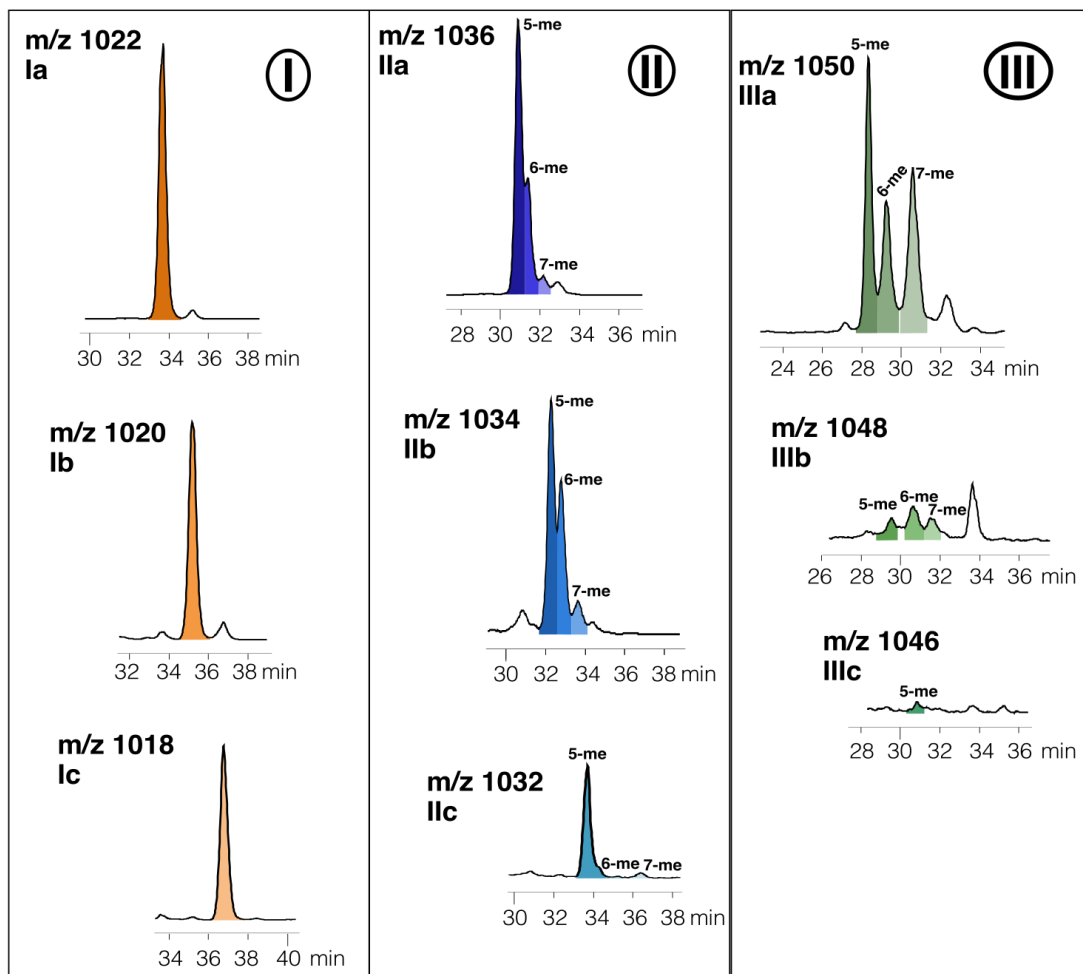 m/z 1022
Ia
I
30 32 34 36 38 min
m/z 1020
Ib
32 34 36 38 min
m/z 1018
Ic
34 36 38 40 min
m/z 1036
IIa
II
5-me
6-me
7-me
28 30 32 34 36 min
m/z 1034
IIb
5-me
6-me
7-me
30 32 34 36 38 min
m/z 1032
IIc
5-me
6-me 7-me
30 32 34 36 38 min
m/z 1050
IIIa
III
5-me
6-me
7-me
24 26 28 30 32 34 min
m/z 1048
IIIb
5-me
6-me
7-me
26 28 30 32 34 36 min
m/z 1046
IIIc
5-me
28 30 32 34 36 min